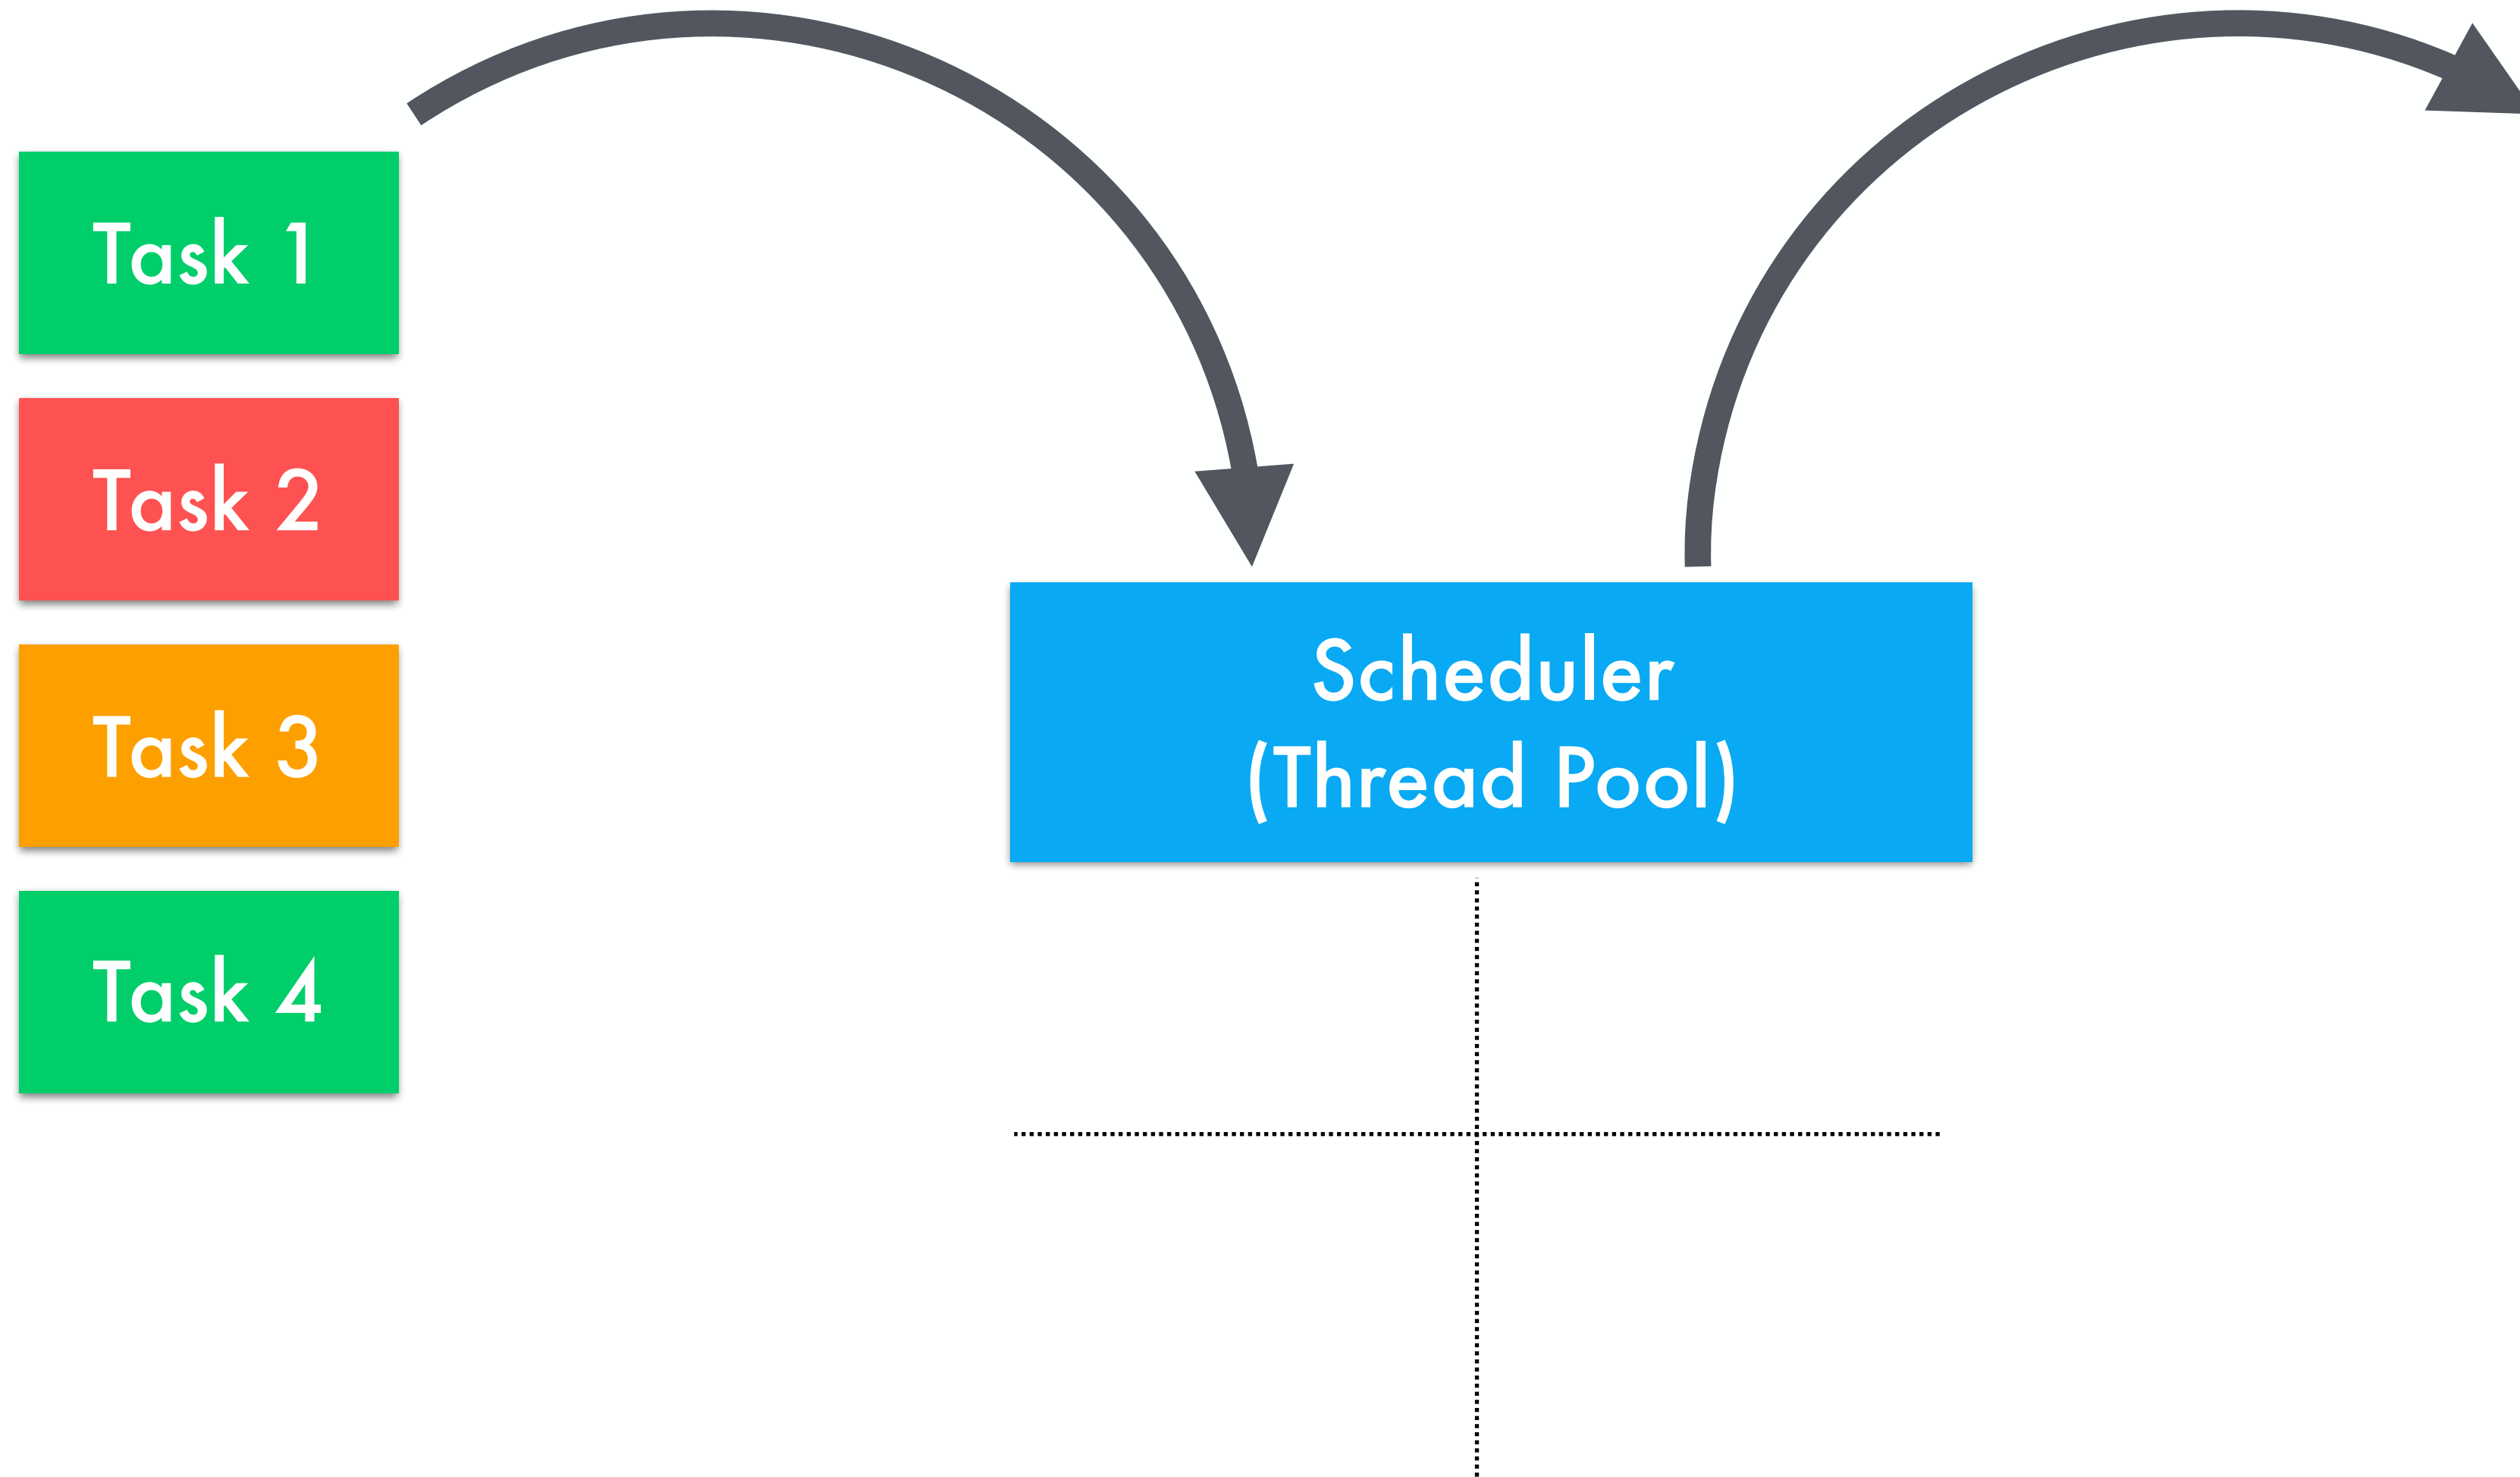 Task 1
Task 2
Task 3
Task 4
Scheduler
(Thread Pool)